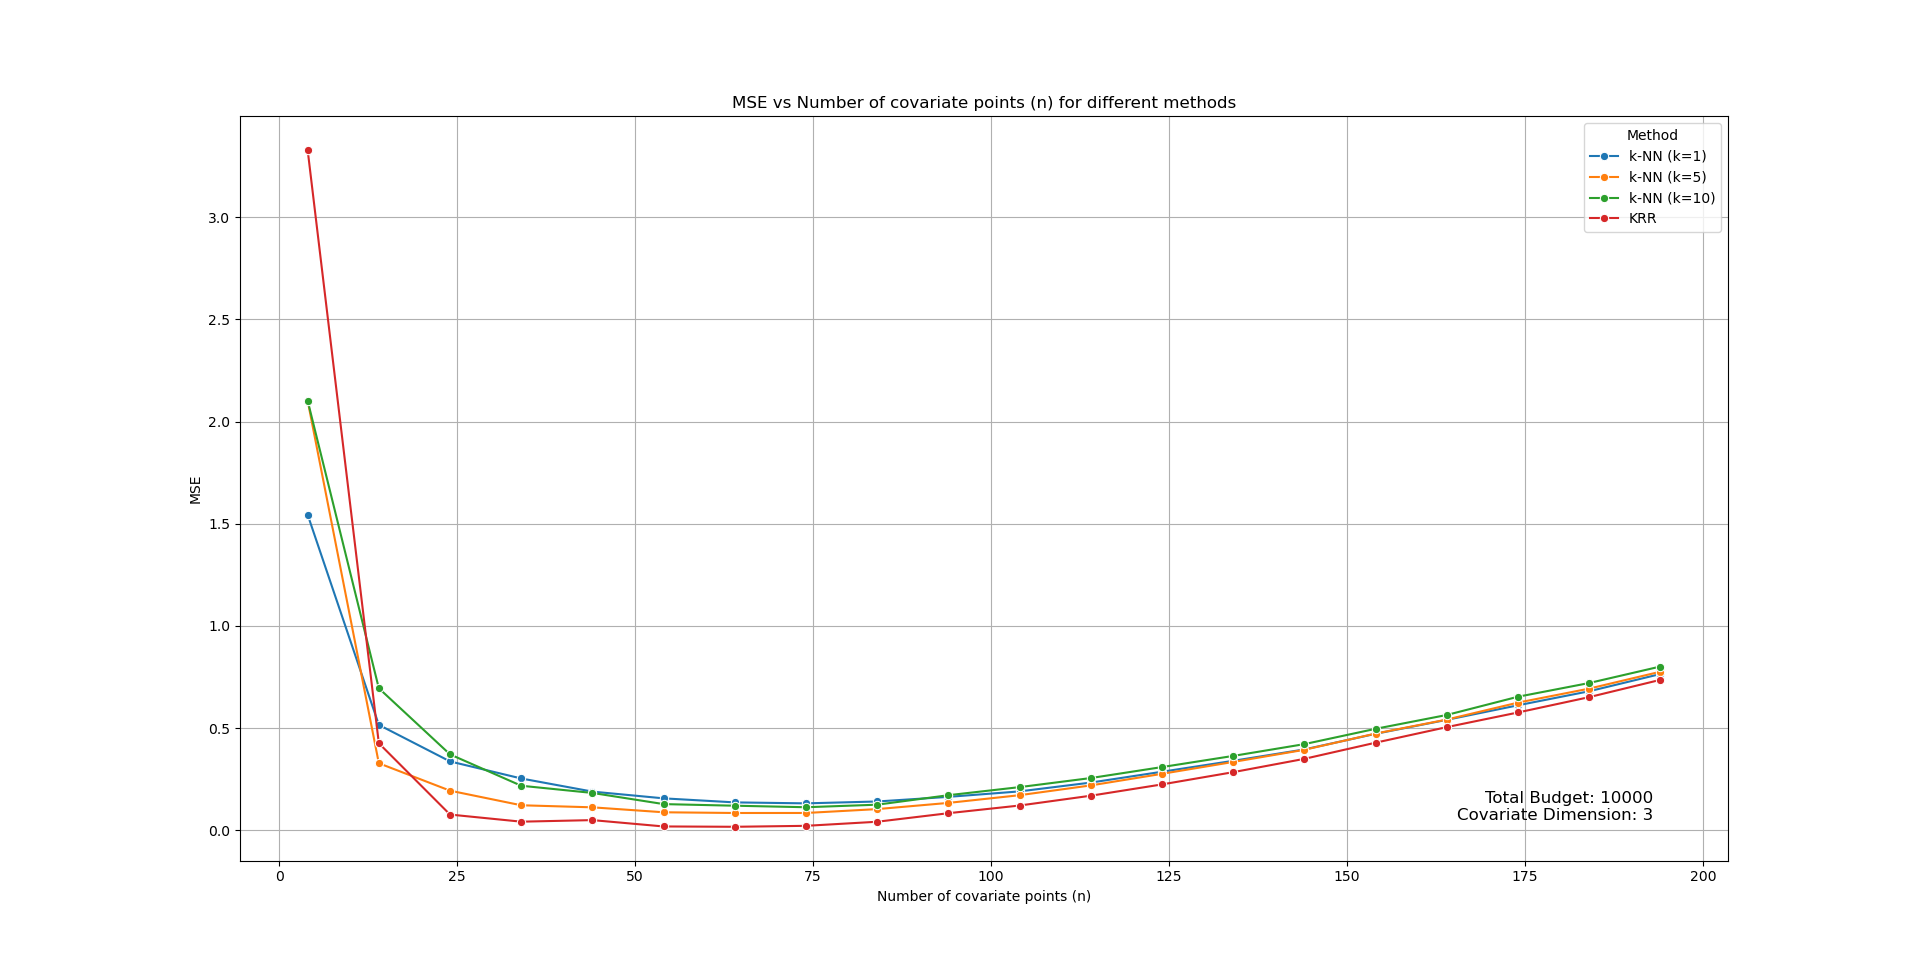 MSE vs Number of covariate points (n) for different methods
Method
k-NN (k=1)
k-NN (k=5)
k-NN (k=10)
KRR
MSE
3.0
2.5
2.0
1.5
1.0
0.5
0.0
Total Budget: 10000
Covariate Dimension: 3
0 25 50 75 100 125 150 175 200
Number of covariate points (n)